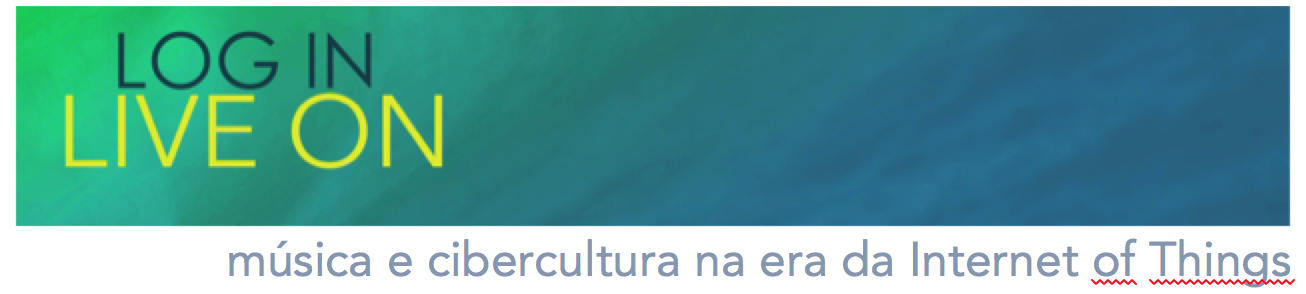 LOG IN
LIVE ON
música e cibercultura na era da Internet of Things